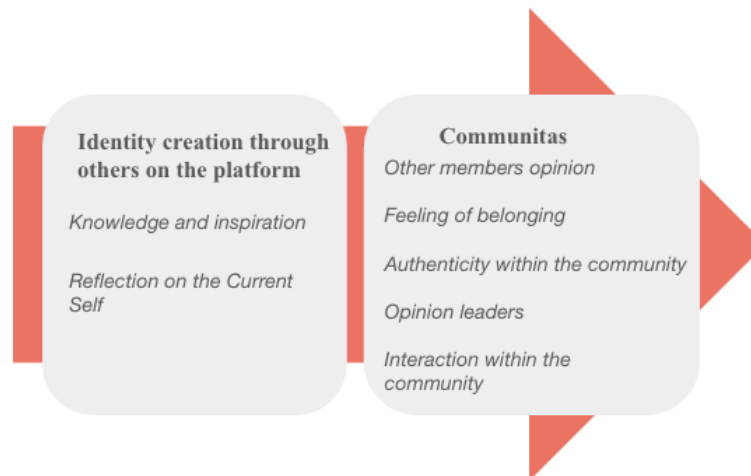 Identity creation through
others on the platform
Knowledge and inspiration
Reflection on the Current
Self
Communitas
Other members opinion
Feeling of belonging
Authenticity within the community
Opinion leaders
Interaction within the
community